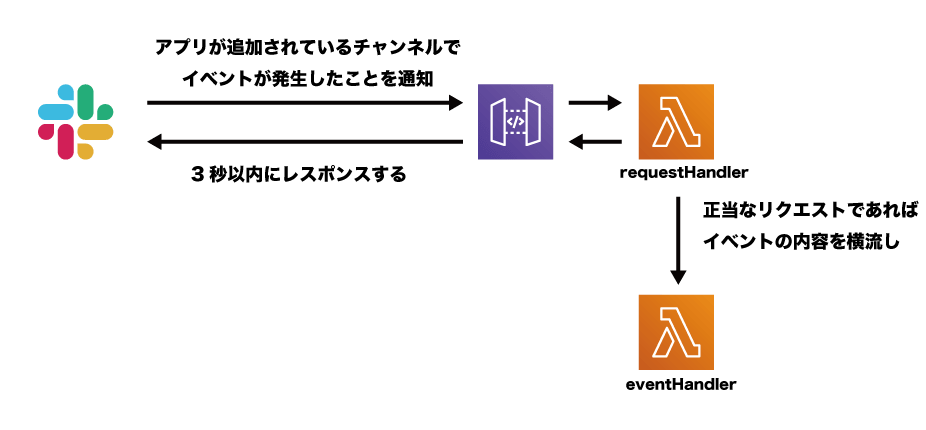 アプリが追加されているチャンネルで
イベントが発生したことを通知
</>
3 秒以内にレスポンスする
requestHandler
正当なリクエストであれば
イベントの内容を横流し
eventHandler